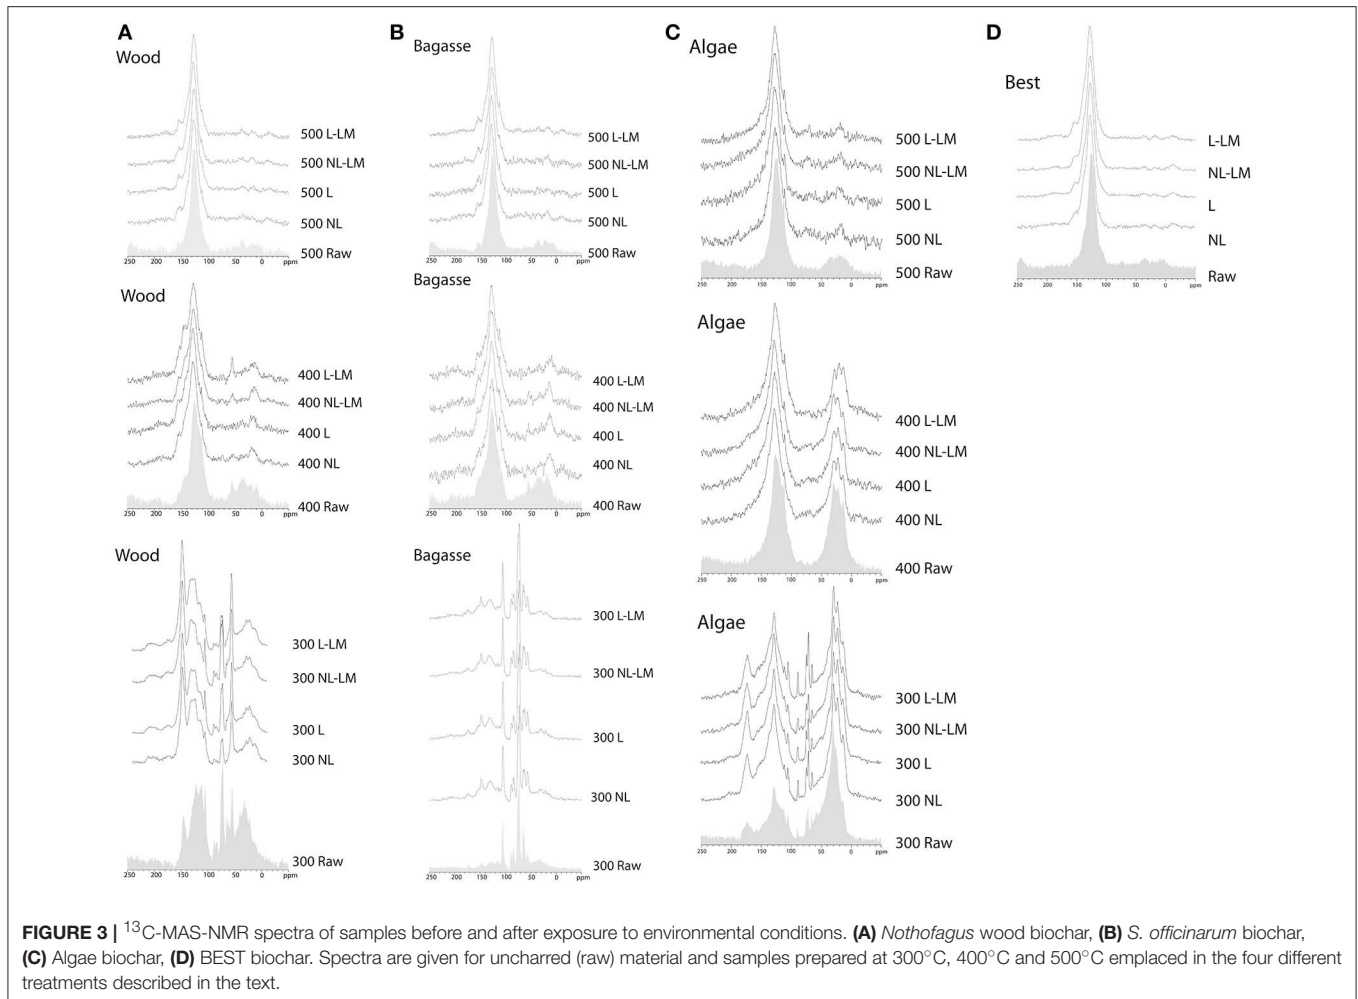 A
Wood
500 L-LM
500 NL-LM
500 L
500 NL
500 Raw
250 200 150 100 50 0 ppm
Wood
400 L-LM
400 NL-LM
400 L
400 NL
400 Raw
250 200 150 100 50 0 ppm
Wood
300 L-LM
300 NL-LM
300 L
300 NL
300 Raw
250 200 150 100 50 0 ppm
B
Bagasse
500 L-LM
500 NL-LM
500 L
500 NL
500 Raw
250 200 150 100 50 0 ppm
Bagasse
400 L-LM
400 NL-LM
400 L
400 NL
400 Raw
250 200 150 100 50 0 ppm
Bagasse
300 L-LM
300 NL-LM
300 L
300 NL
300 Raw
250 200 150 100 50 0 ppm
C
Algae
500 L-LM
500 NL-LM
500 L
500 NL
500 Raw
250 200 150 100 50 0 ppm
Algae
400 L-LM
400 NL-LM
400 L
400 NL
400 Raw
250 200 150 100 50 0 ppm
Algae
300 L-LM
300 NL-LM
300 L
300 NL
300 Raw
250 200 150 100 50 0 ppm
D
Best
L-LM
NL-LM
L
NL
Raw
250 200 150 100 50 0 ppm
FIGURE 3 | ¹³C-MAS-NMR spectra of samples before and after exposure to environmental conditions. (A) Nothofagus wood biochar, (B) S. officinarum biochar,
(C) Algae biochar, (D) BEST biochar. Spectra are given for uncharred (raw) material and samples prepared at 300°C, 400°C and 500°C emplaced in the four different
treatments described in the text.